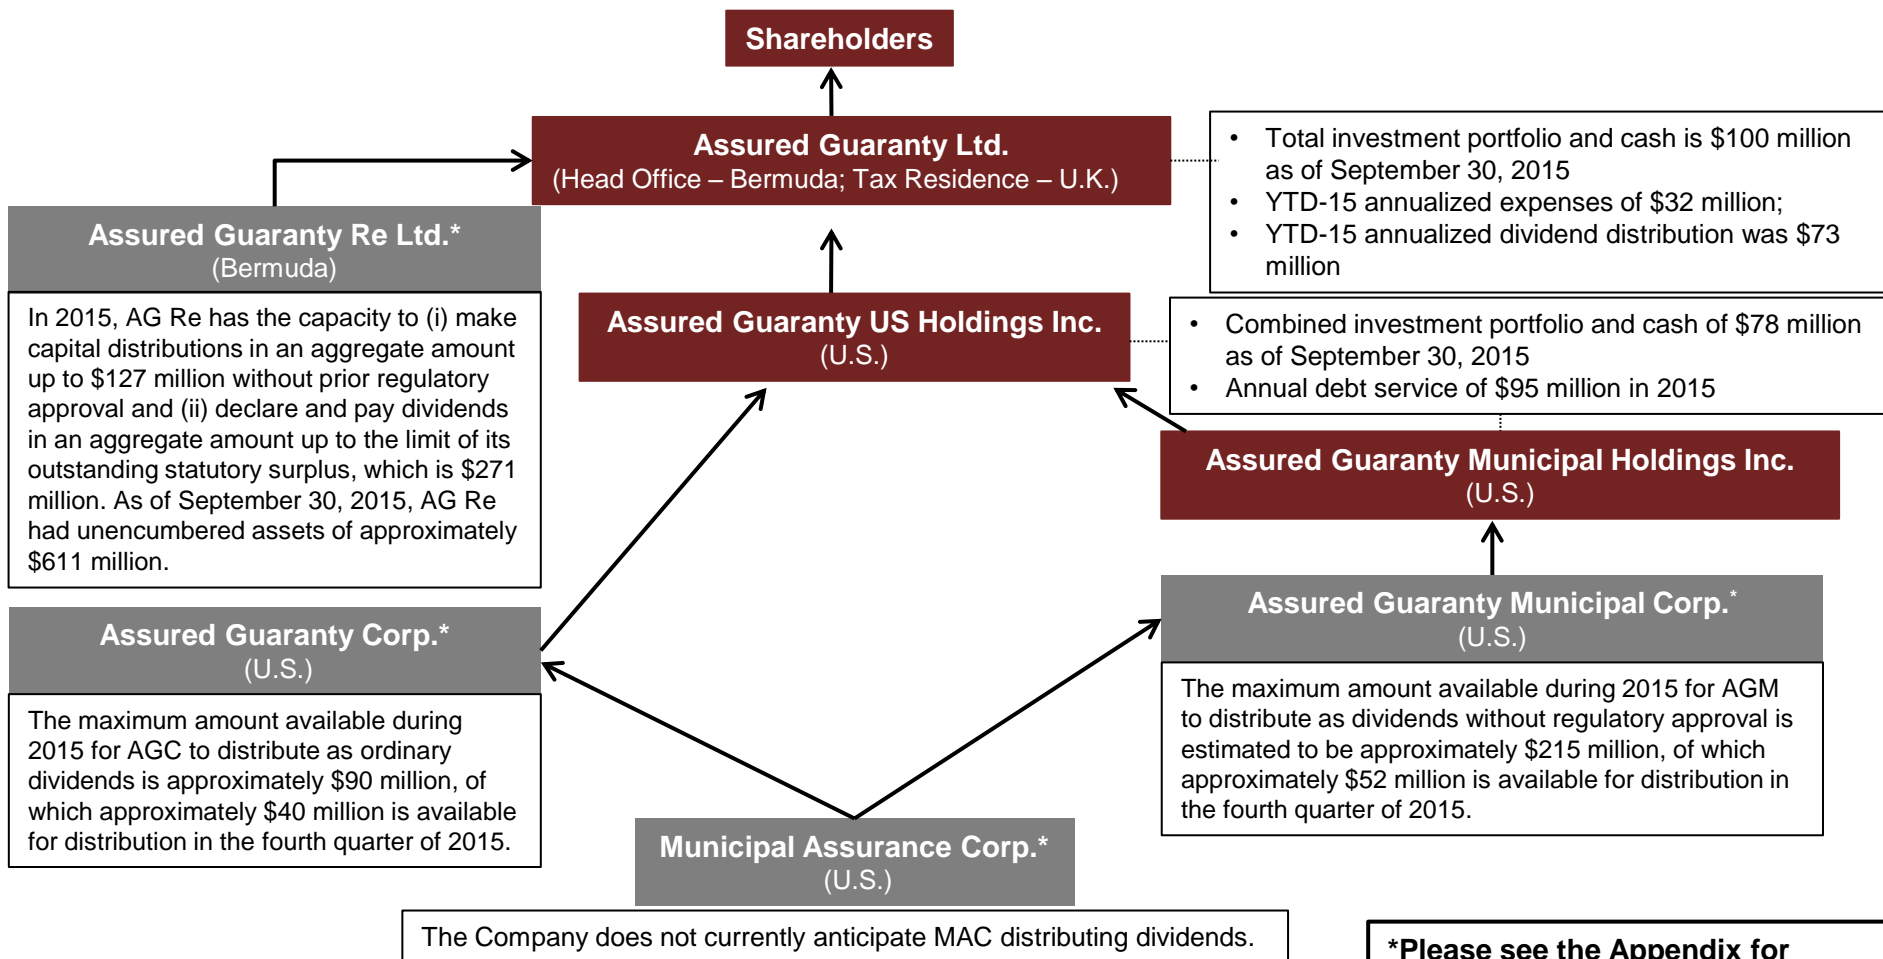 Shareholders
Assured Guaranty Ltd.
(Head Office – Bermuda; Tax Residence – U.K.)
• Total investment portfolio and cash is $100 million
as of September 30, 2015
• YTD-15 annualized expenses of $32 million;
• YTD-15 annualized dividend distribution was $73
million
Assured Guaranty Re Ltd.*
(Bermuda)
In 2015, AG Re has the capacity to (i) make
capital distributions in an aggregate amount
up to $127 million without prior regulatory
approval and (ii) declare and pay dividends
in an aggregate amount up to the limit of its
outstanding statutory surplus, which is $271
million. As of September 30, 2015, AG Re
had unencumbered assets of approximately
$611 million.
Assured Guaranty US Holdings Inc.
(U.S.)
• Combined investment portfolio and cash of $78 million
as of September 30, 2015
• Annual debt service of $95 million in 2015
Assured Guaranty Municipal Holdings Inc.
(U.S.)
Assured Guaranty Corp.*
(U.S.)
The maximum amount available during
2015 for AGC to distribute as ordinary
dividends is approximately $90 million, of
which approximately $40 million is available
for distribution in the fourth quarter of 2015.
Assured Guaranty Municipal Corp.*
(U.S.)
The maximum amount available during 2015 for AGM
to distribute as dividends without regulatory approval is
estimated to be approximately $215 million, of which
approximately $52 million is available for distribution in
the fourth quarter of 2015.
Municipal Assurance Corp.*
(U.S.)
The Company does not currently anticipate MAC distributing dividends.
*Please see the Appendix for